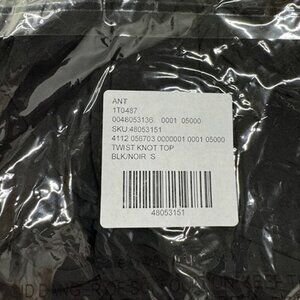 ANT
1T0487
0048053136 0001 05000
SKU:48053151
4112 056703 0000001 0001 05000
TWIST KNOT TOP
BLK/NOIR S
48053151